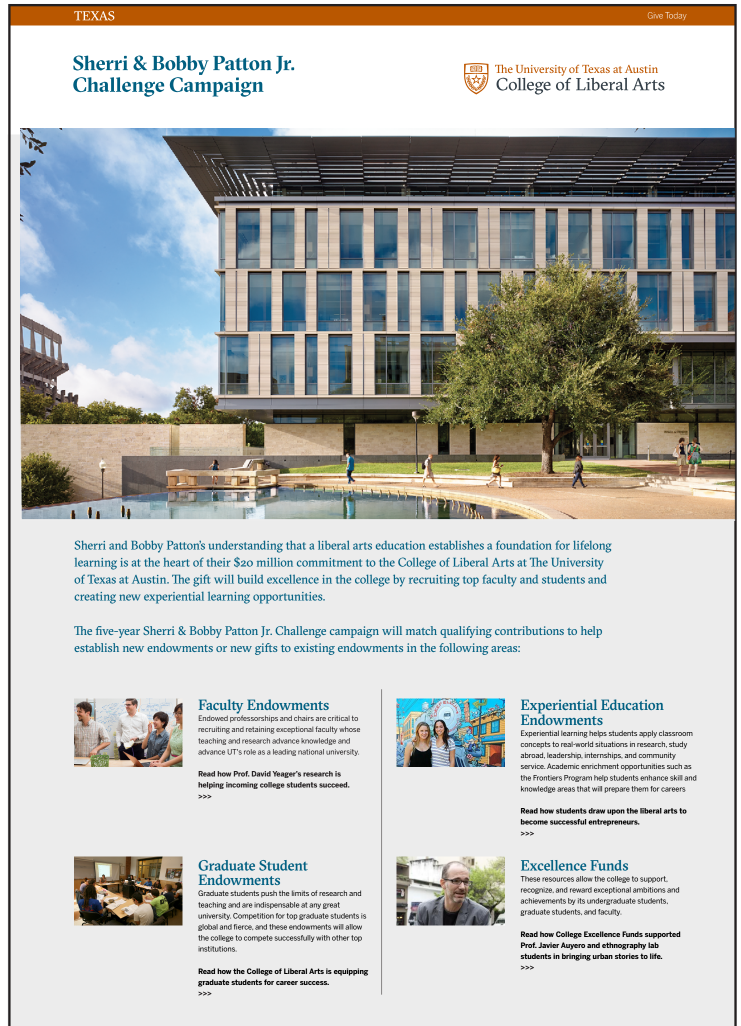 TEXAS
Give Today
Sherri & Bobby Patton Jr.
Challenge Campaign
The University of Texas at Austin
College of Liberal Arts
Sherri and Bobby Patton's understanding that a liberal arts education establishes a foundation for lifelong
learning is at the heart of their $20 million commitment to the College of Liberal Arts at The University
of Texas at Austin. The gift will build excellence in the college by recruiting top faculty and students and
creating new experiential learning opportunities.
The five-year Sherri & Bobby Patton Jr. Challenge campaign will match qualifying contributions to help
establish new endowments or new gifts to existing endowments in the following areas:
Faculty Endowments
Endowed professorships and chairs are critical to
recruiting and retaining exceptional faculty whose
teaching and research advance knowledge and
advance UT's role as a leading national university.
Read how Prof. David Yeager's research is
helping incoming college students succeed.
>>>
Experiential Education
Endowments
Experiential learning helps students apply classroom
concepts to real-world situations in research, study
abroad, leadership, internships, and community
service. Academic enrichment opportunities such as
the Frontiers Program help students enhance skill and
knowledge areas that will prepare them for careers
Read how students draw upon the liberal arts to
become successful entrepreneurs.
>>>
Graduate Student
Endowments
Graduate students push the limits of research and
teaching and are indispensable at any great
university. Competition for top graduate students is
global and fierce, and these endowments will allow
the college to compete successfully with other top
institutions.
Read how the College of Liberal Arts is equipping
graduate students for career success.
>>>
Excellence Funds
These resources allow the college to support,
recognize, and reward exceptional ambitions and
achievements by its undergraduate students,
graduate students, and faculty.
Read how College Excellence Funds supported
Prof. Javier Auyero and ethnography lab
students in bringing urban stories to life.
>>>